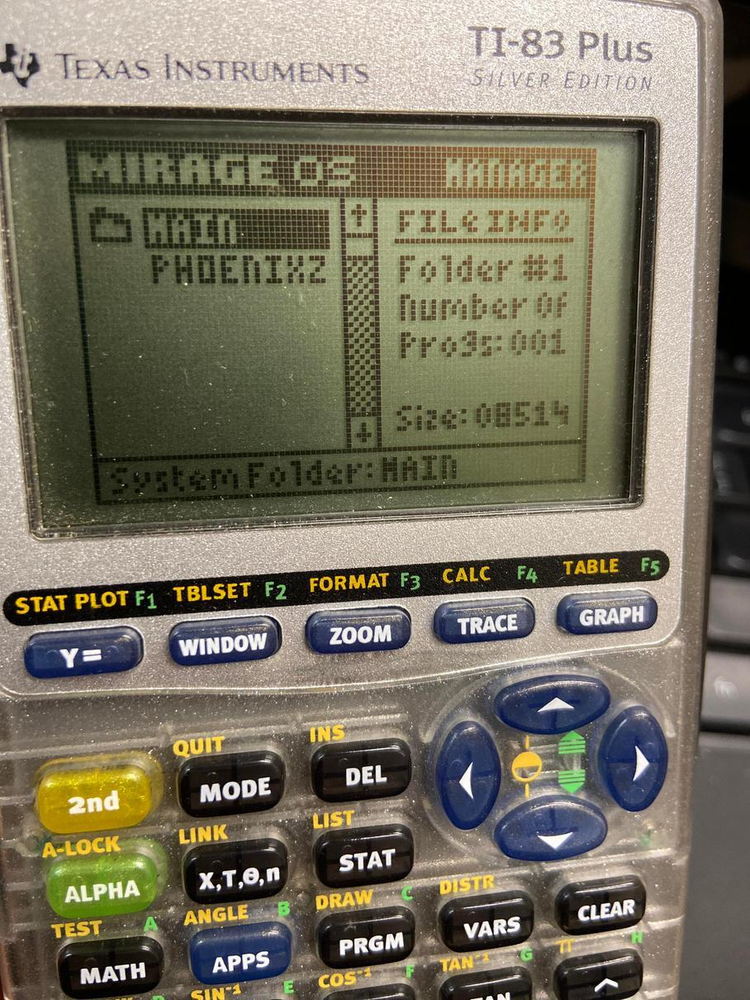 TEXAS INSTRUMENTS
TI-83 Plus
SILVER EDITION
MIRAGE OS MANAGER
MAIN
PHOENIXZ
FILE INFO
Folder #1
Number Of
Progs:001
Size:08514
System Folder:MAIN
STAT PLOT F1 TBLSET F2 FORMAT F3 CALC F4 TABLE F5
Y= WINDOW ZOOM TRACE GRAPH
QUIT INS
2nd MODE DEL
A-LOCK LINK LIST
ALPHA X,T,θ,n STAT
TEST A ANGLE B DRAW C DISTR
MATH APPS PRGM VARS CLEAR
SIN⁻¹ E COS⁻¹ F TAN⁻¹ G π H
TAN ^